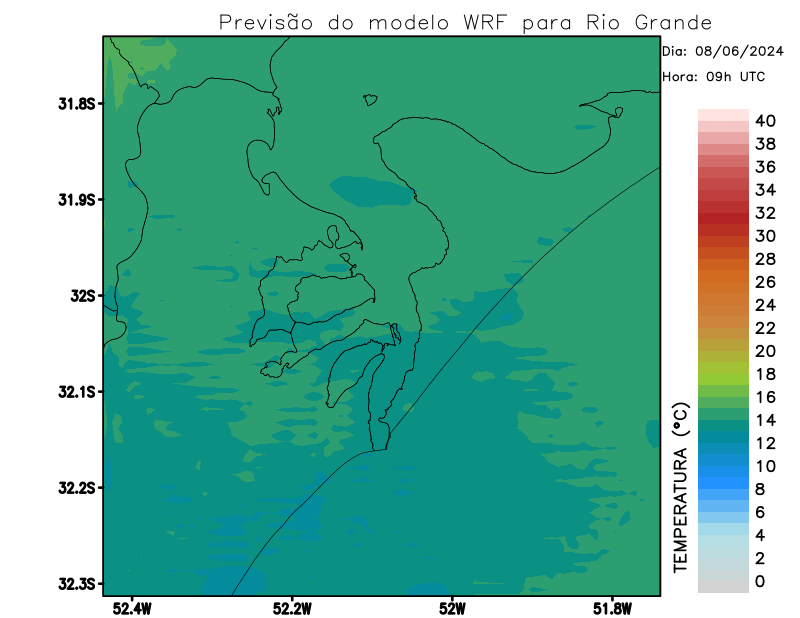 Previsão do modelo WRF para Rio Grande
Dia: 08/06/2024
Hora: 09h UTC
31.8S
31.9S
32S
32.1S
32.2S
32.3S
52.4W
52.2W
52W
51.8W
40
38
36
34
32
30
28
26
24
22
20
18
16
14
12
10
8
6
4
2
0
TEMPERATURA (°C)